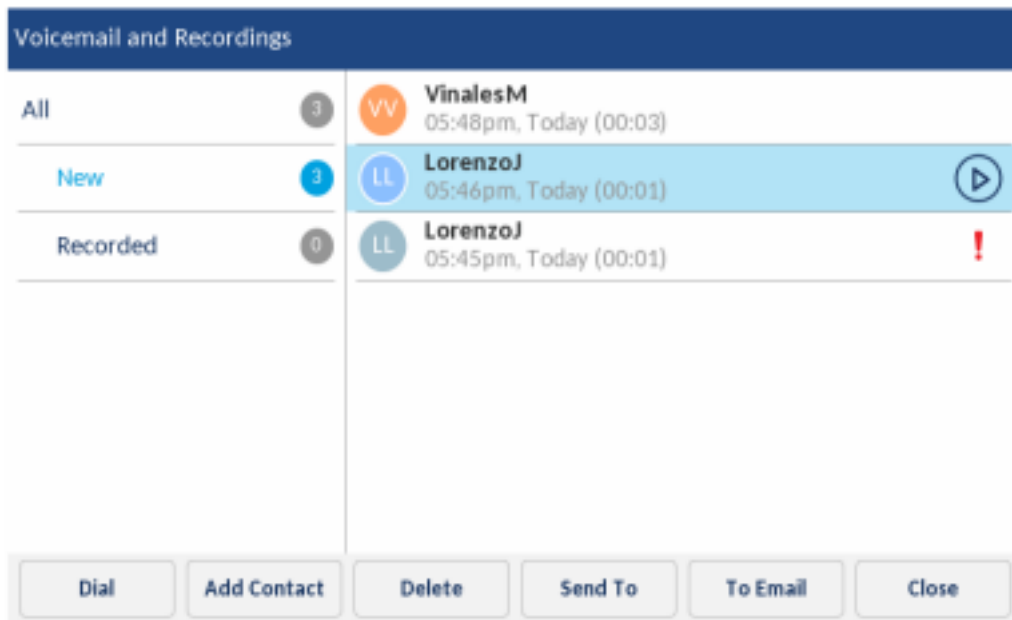 Voicemail and Recordings
All 3
New 3
Recorded 0
VV VinalesM
05:48pm, Today (00:03)
LL LorenzoJ
05:46pm, Today (00:01)
LL LorenzoJ
05:45pm, Today (00:01)
!
Dial Add Contact Delete Send To To Email Close